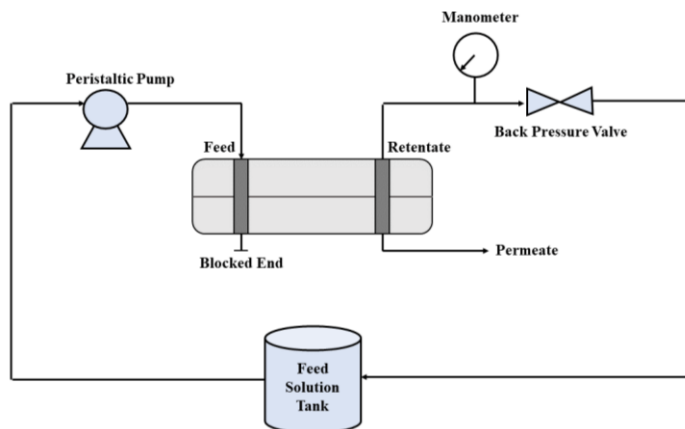 Manometer
Peristaltic Pump
Back Pressure Valve
Feed
Retentate
Blocked End
Permeate
Feed
Solution
Tank